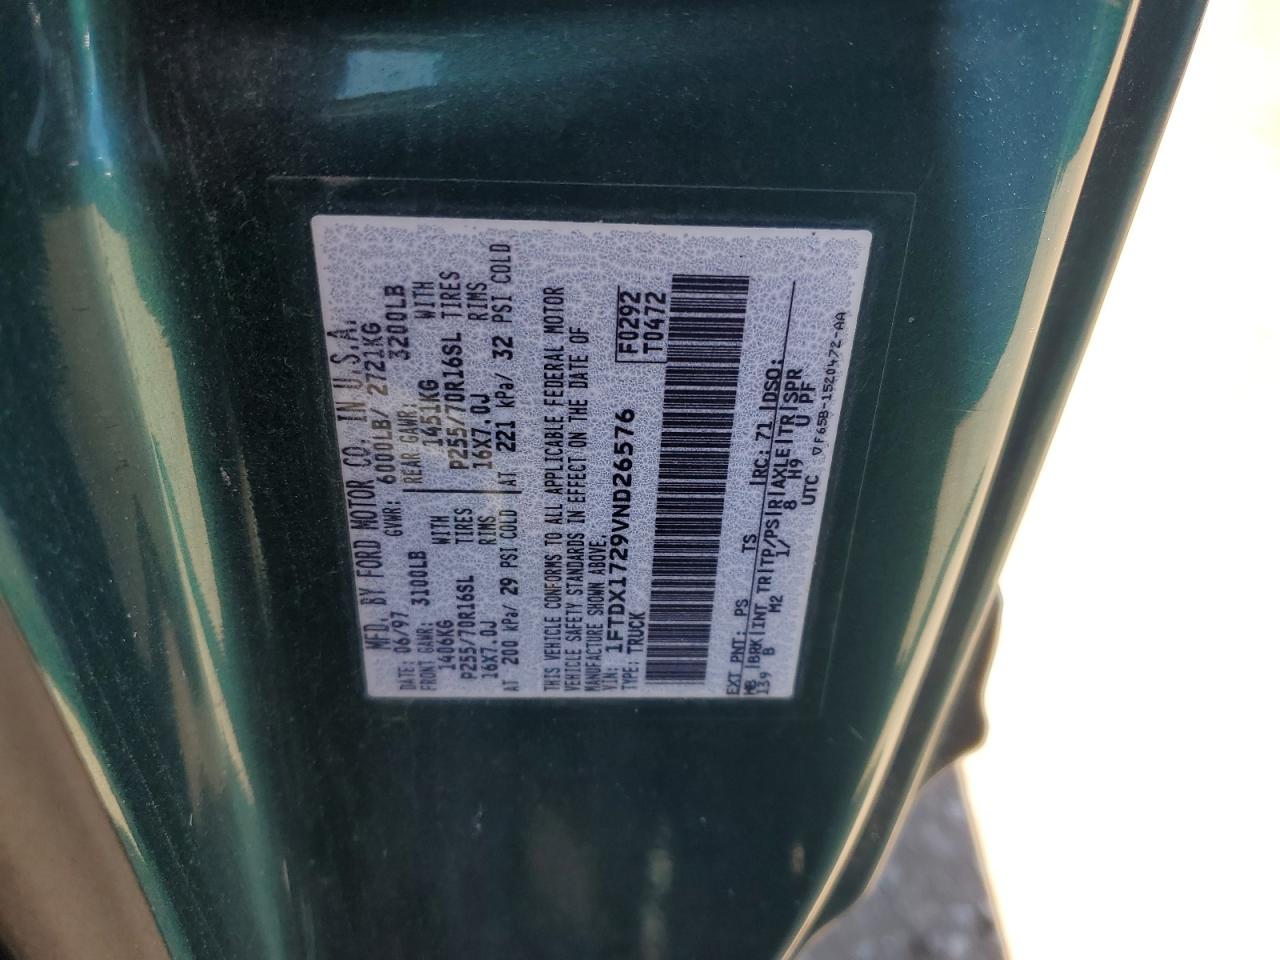 MFD. BY FORD MOTOR CO. IN U.S.A.
DATE: 06/97 GVWR: 6000LB/ 2721KG
FRONT GAWR: 3100LB REAR GAWR: 3200LB
1406KG WITH 1451KG WITH
P255/70R16SL TIRES P255/70R16SL TIRES
16X7.0J RIMS 16X7.0J RIMS
AT 200 kPa/ 29 PSI COLD AT 221 kPa/ 32 PSI COLD
THIS VEHICLE CONFORMS TO ALL APPLICABLE FEDERAL MOTOR
VEHICLE SAFETY STANDARDS IN EFFECT ON THE DATE OF
MANUFACTURE SHOWN ABOVE.
VIN: 1FTDX1729VND26576 F0292
TYPE: TRUCK T0472
EXT PNT: PS TS RC: 71 DSO:
WB BRK INT TR TP/PS R AXLE TR SPR
139 B M2 1/ 8 H9 U PF
UTC
F65B-1520472-AA